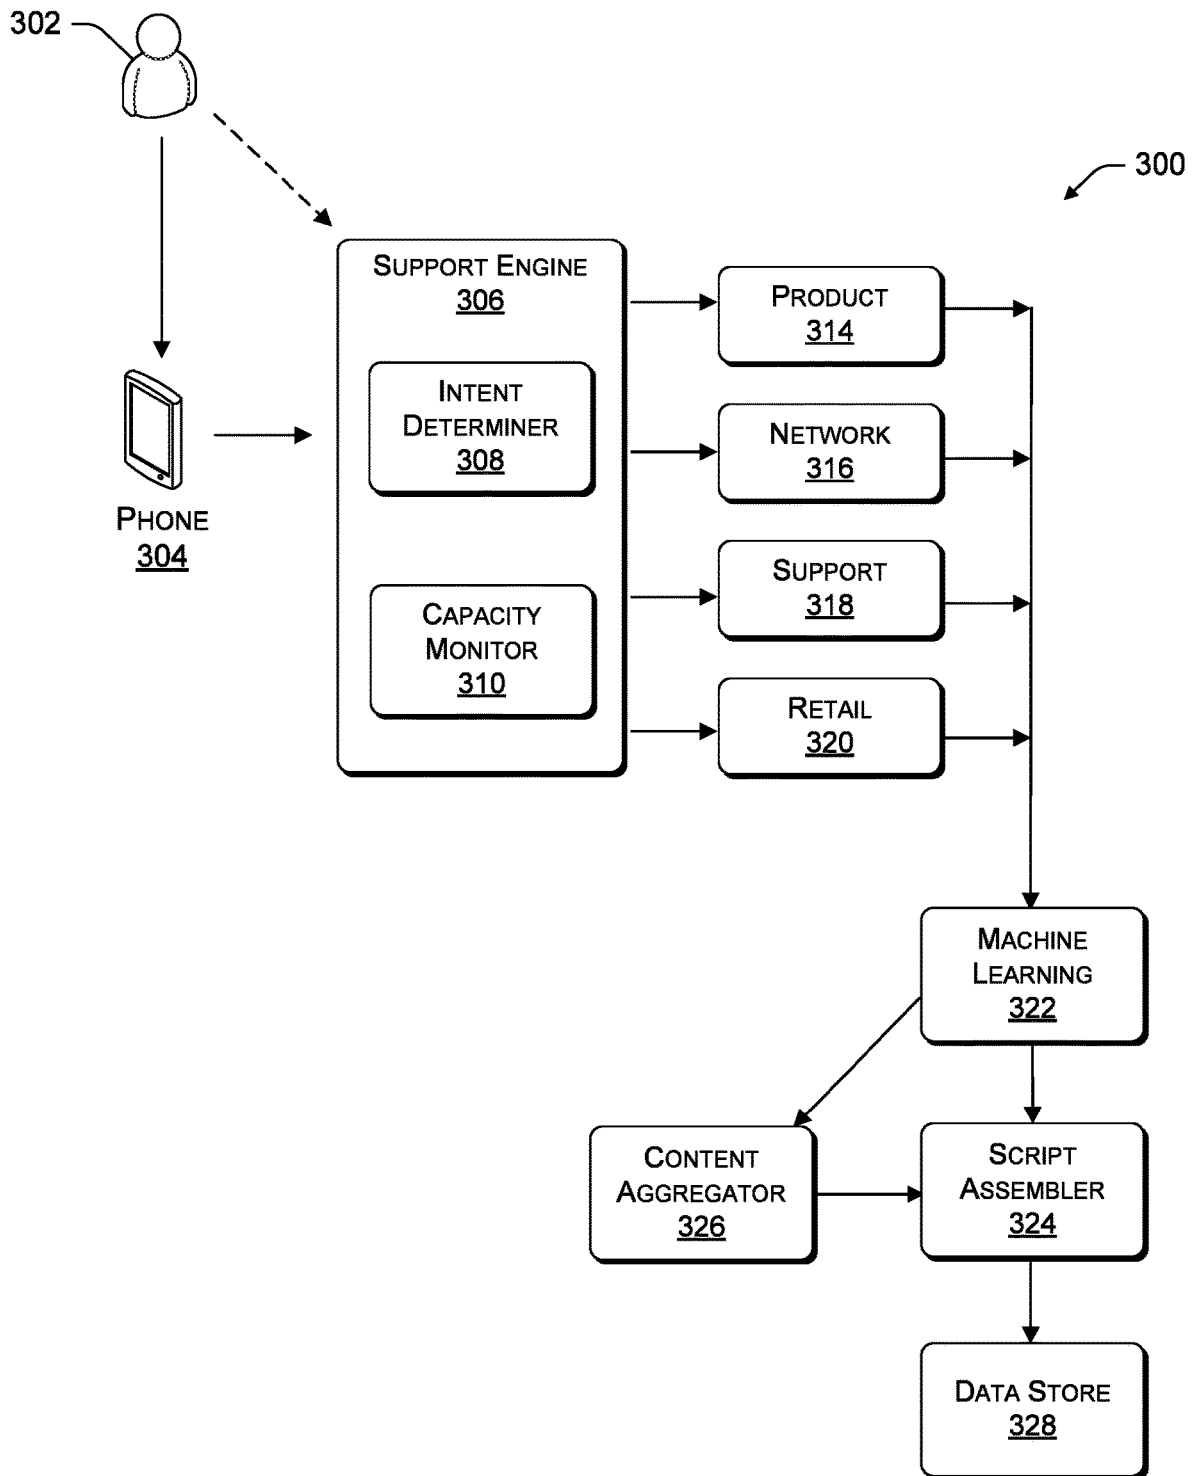 302
300
SUPPORT ENGINE
306
INTENT
DETERMINER
308
CAPACITY
MONITOR
310
PHONE
304
PRODUCT
314
NETWORK
316
SUPPORT
318
RETAIL
320
MACHINE
LEARNING
322
CONTENT
AGGREGATOR
326
SCRIPT
ASSEMBLER
324
DATA STORE
328